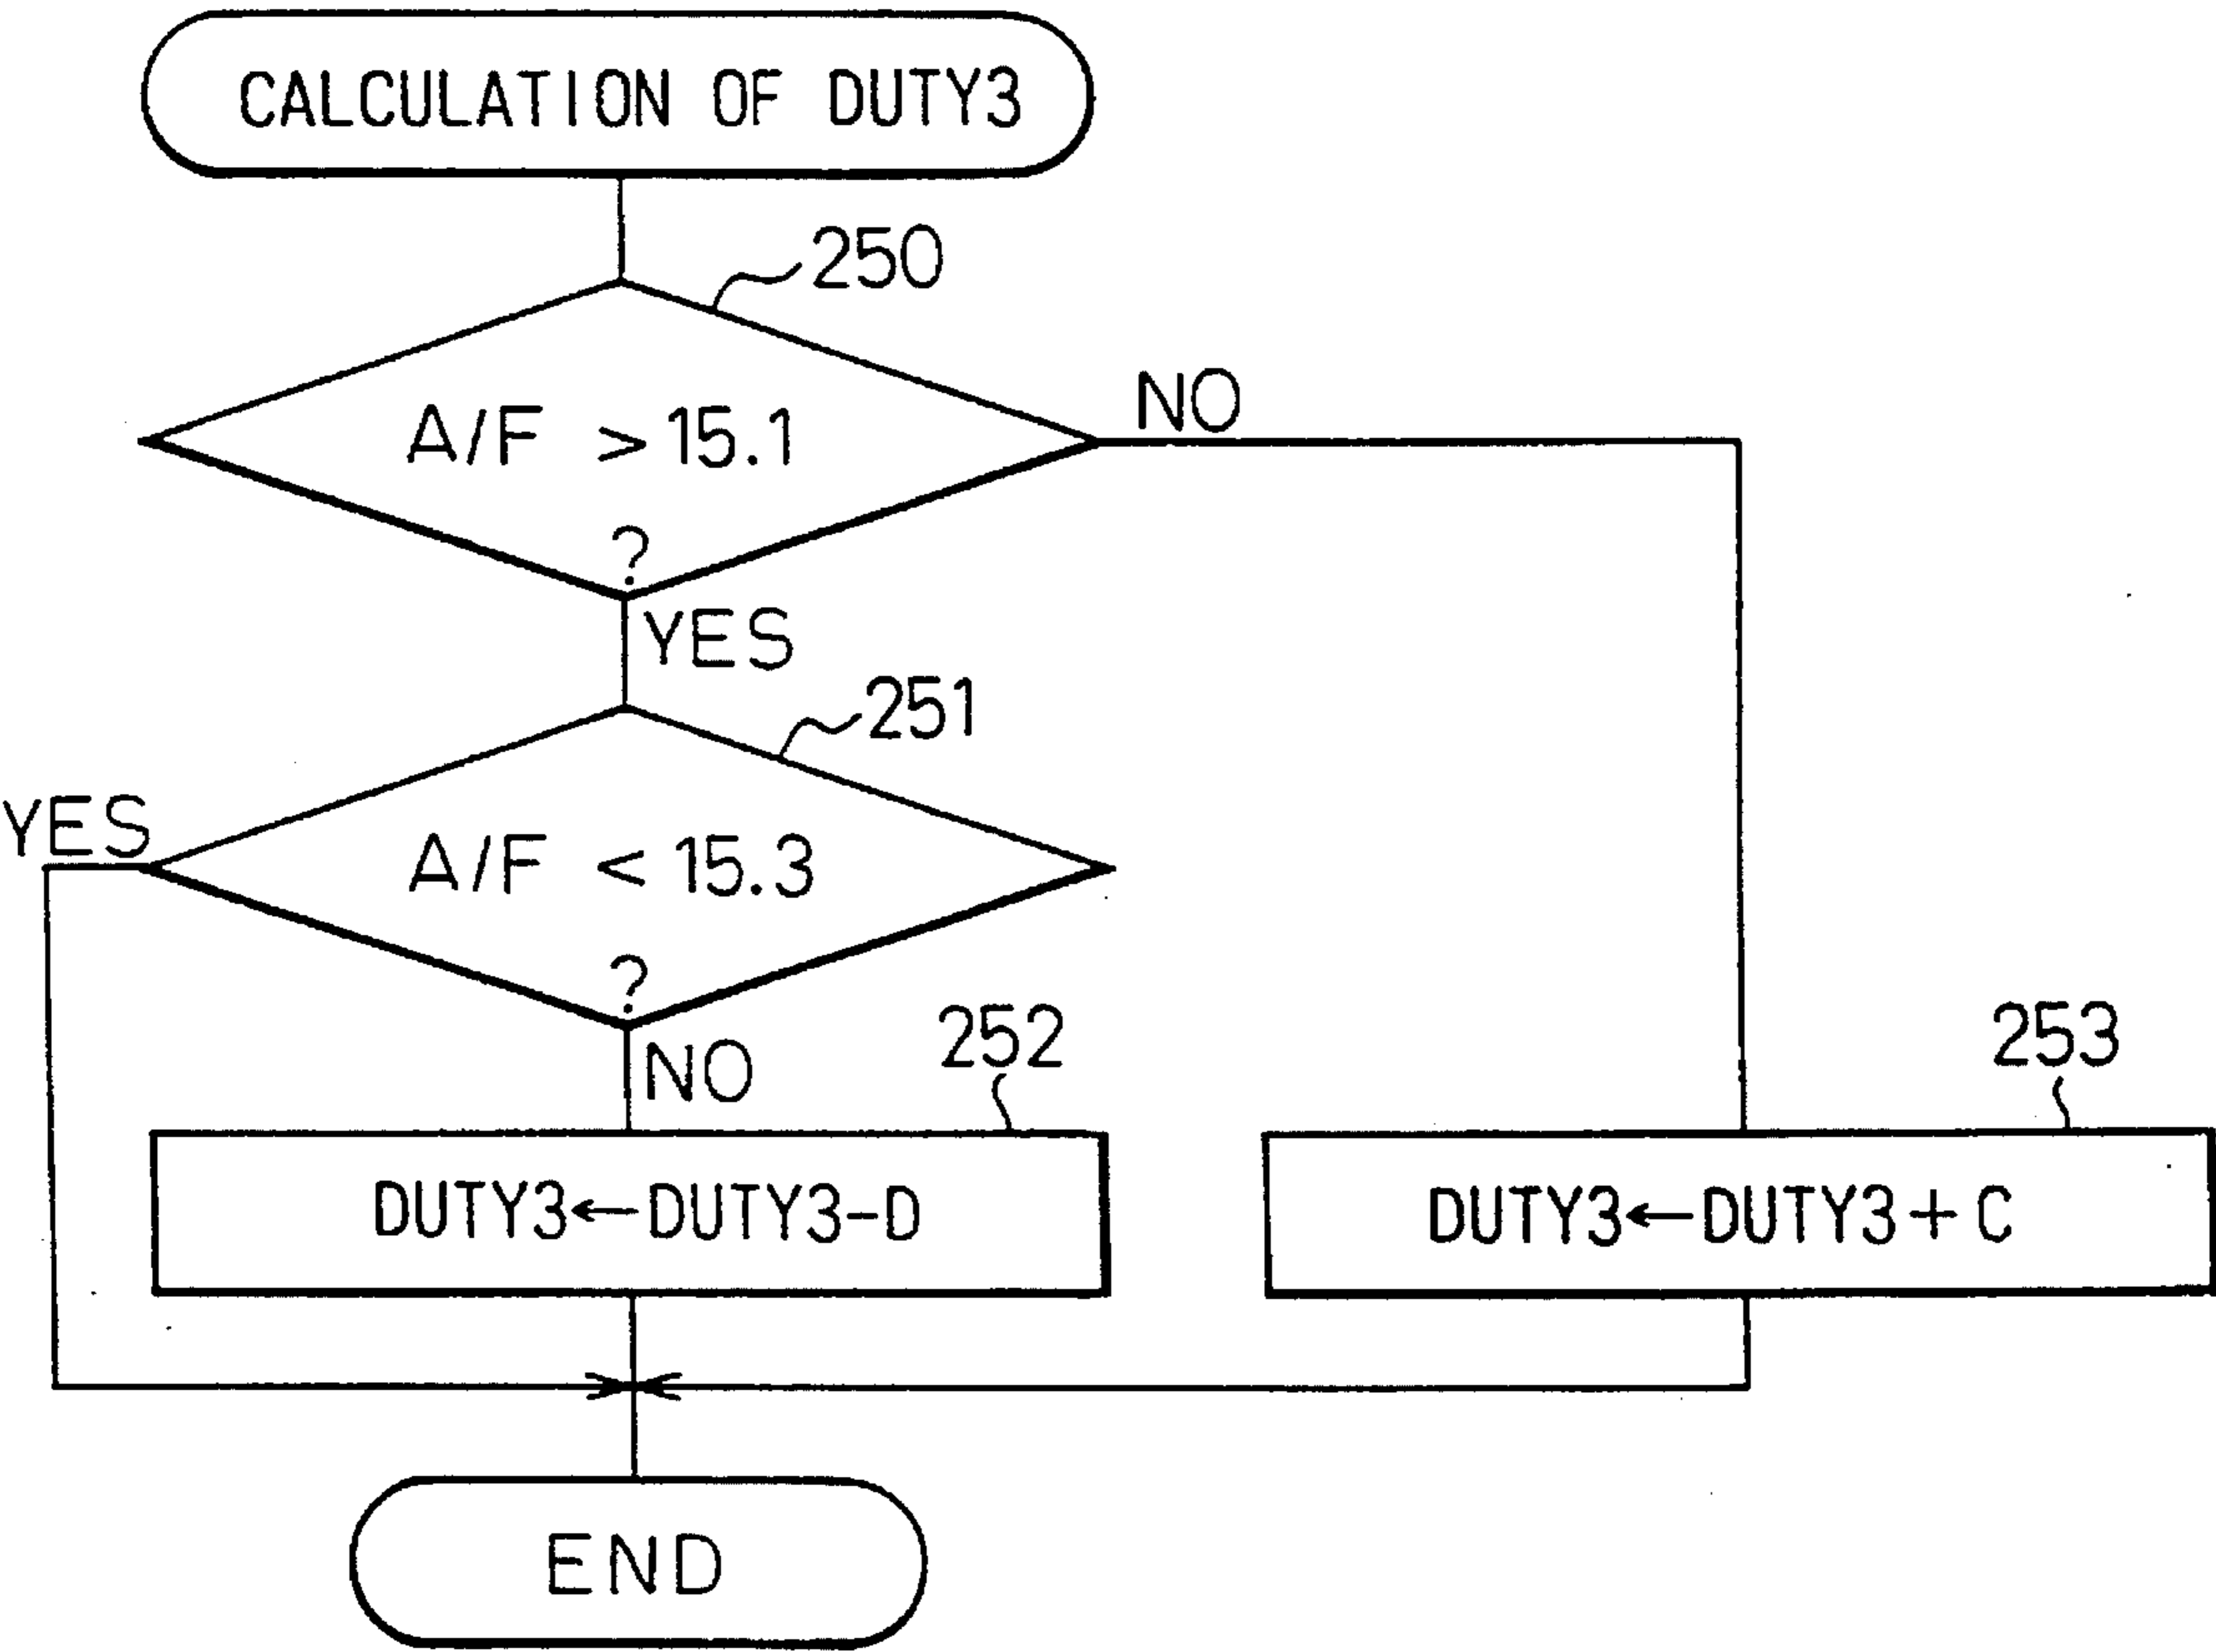 CALCULATION OF DUTY3
250
A/F > 15.1
?
NO
YES
251
YES
A/F < 15.3
?
NO
252
253
DUTY3←DUTY3-D
DUTY3←DUTY3+C
END